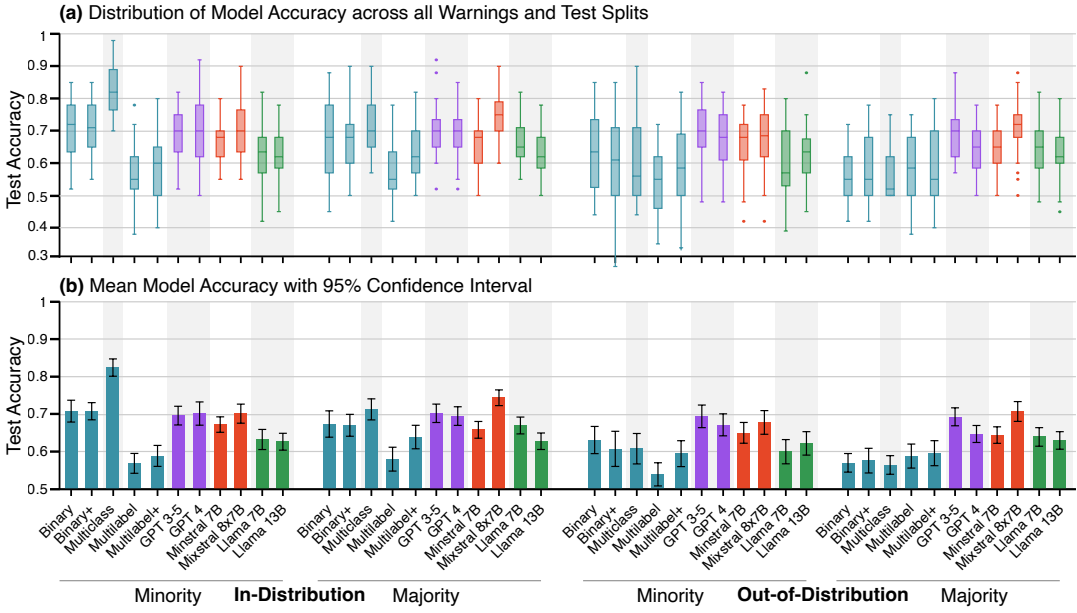 (a) Distribution of Model Accuracy across all Warnings and Test Splits
Test Accuracy
1
0.9
0.8
0.7
0.6
0.5
0.4
0.3
(b) Mean Model Accuracy with 95% Confidence Interval
Test Accuracy
1
0.9
0.8
0.7
0.6
0.5
Binary
Binary+
Multiclass
Multilabel
Multilabel+
GPT 3-5
GPT 4
Minstral 7B
Mixstral 8x7B
Llama 7B
Llama 13B
Binary
Binary+
Multiclass
Multilabel
Multilabel+
GPT 3-5
GPT 4
Minstral 7B
Mixstral 8x7B
Llama 7B
Llama 13B
Binary
Binary+
Multiclass
Multilabel
Multilabel+
GPT 3-5
GPT 4
Minstral 7B
Mixstral 8x7B
Llama 7B
Llama 13B
Binary
Binary+
Multiclass
Multilabel
Multilabel+
GPT 3-5
GPT 4
Minstral 7B
Mixstral 8x7B
Llama 7B
Llama 13B
Minority In-Distribution Majority Minority Out-of-Distribution Majority